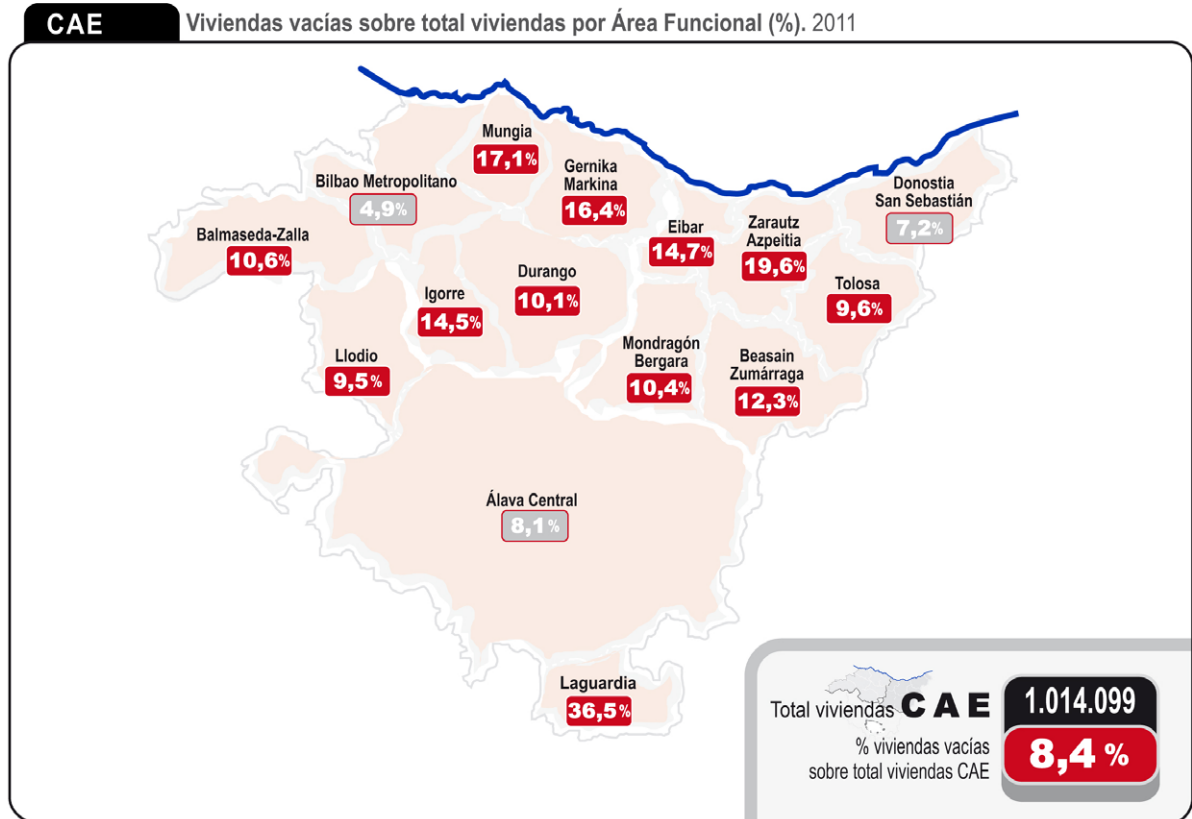 CAE
Viviendas vacías sobre total viviendas por Área Funcional (%). 2011
Mungia
17,1%
Gernika
Markina
16,4%
Bilbao Metropolitano
4,9%
Donostia
San Sebastián
7,2%
Balmaseda-Zalla
10,6%
Eibar
14,7%
Zarautz
Azpeitia
19,6%
Durango
10,1%
Tolosa
9,6%
Igorre
14,5%
Llodio
9,5%
Mondragón
Bergara
10,4%
Beasain
Zumárraga
12,3%
Álava Central
8,1%
Laguardia
36,5%
Total viviendas CAE
1.014.099
% viviendas vacías
sobre total viviendas CAE
8,4 %